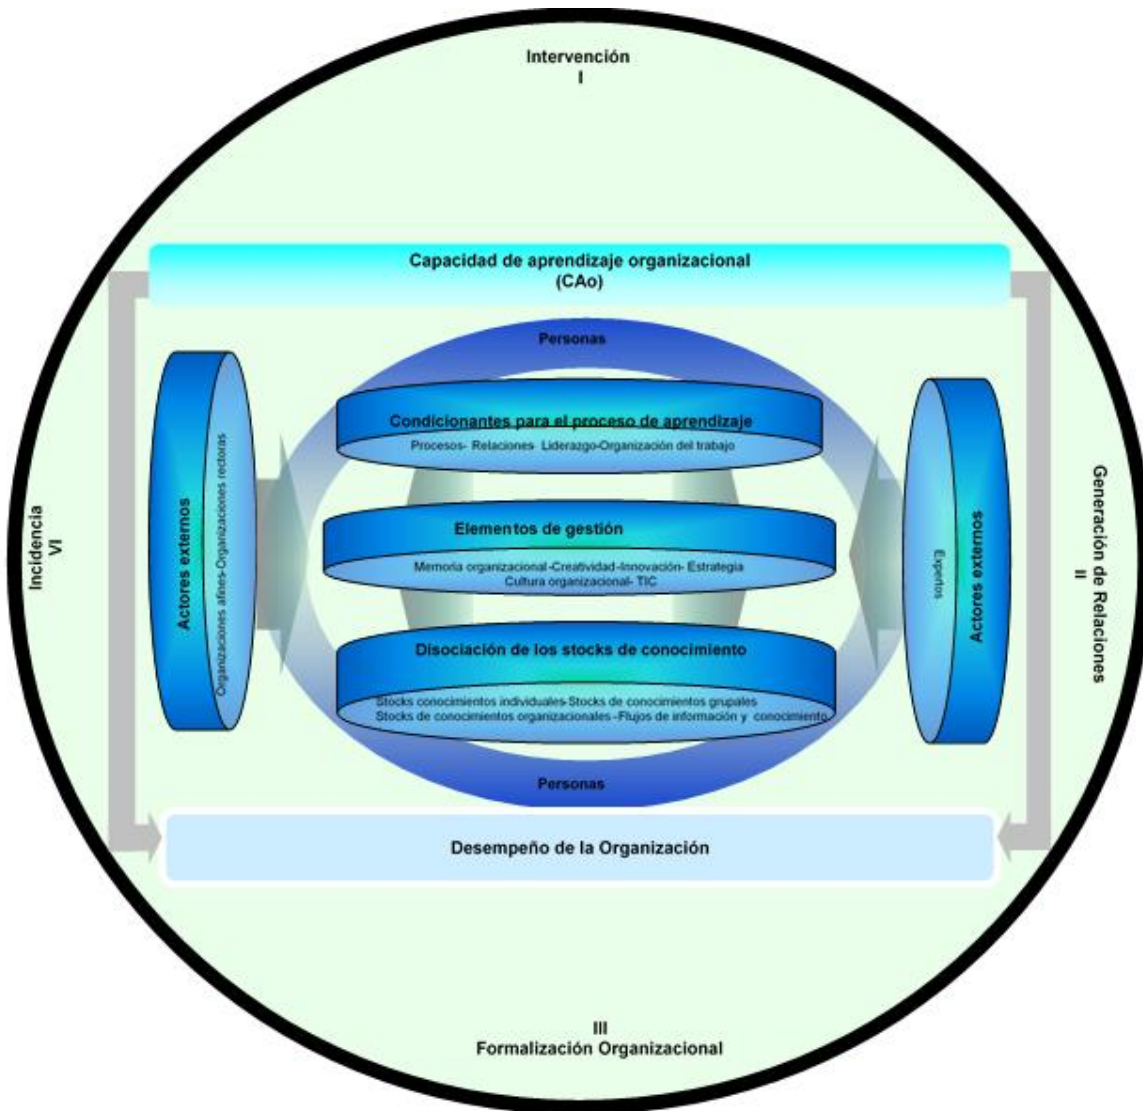 Intervención
I
Capacidad de aprendizaje organizacional
(CAo)
Personas
Condicionantes para el proceso de aprendizaje
Procesos- Relaciones- Liderazgo-Organización del trabajo
Elementos de gestión
Memoria organizacional-Creatividad-Innovación- Estrategia
Cultura organizacional- TIC
Disociación de los stocks de conocimiento
Stocks conocimientos individuales-Stocks de conocimientos grupales
Stocks de conocimientos organizacionales -Flujos de información y conocimiento
Personas
Incidencia
VI
Actores externos
Organizaciones afines-Organizaciones rectoras
Expertos
Actores externos
Generación de Relaciones
II
Desempeño de la Organización
III
Formalización Organizacional